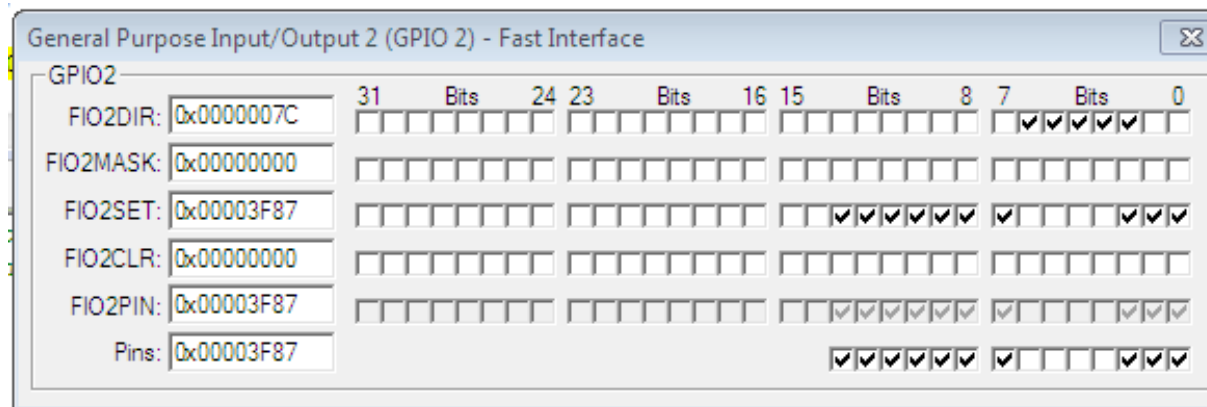 General Purpose Input/Output 2 (GPIO 2) - Fast Interface
GPIO2
31 Bits 24 23 Bits 16 15 Bits 8 7 Bits 0
FIO2DIR: 0x0000007C
FIO2MASK: 0x00000000
FIO2SET: 0x00003F87
FIO2CLR: 0x00000000
FIO2PIN: 0x00003F87
Pins: 0x00003F87